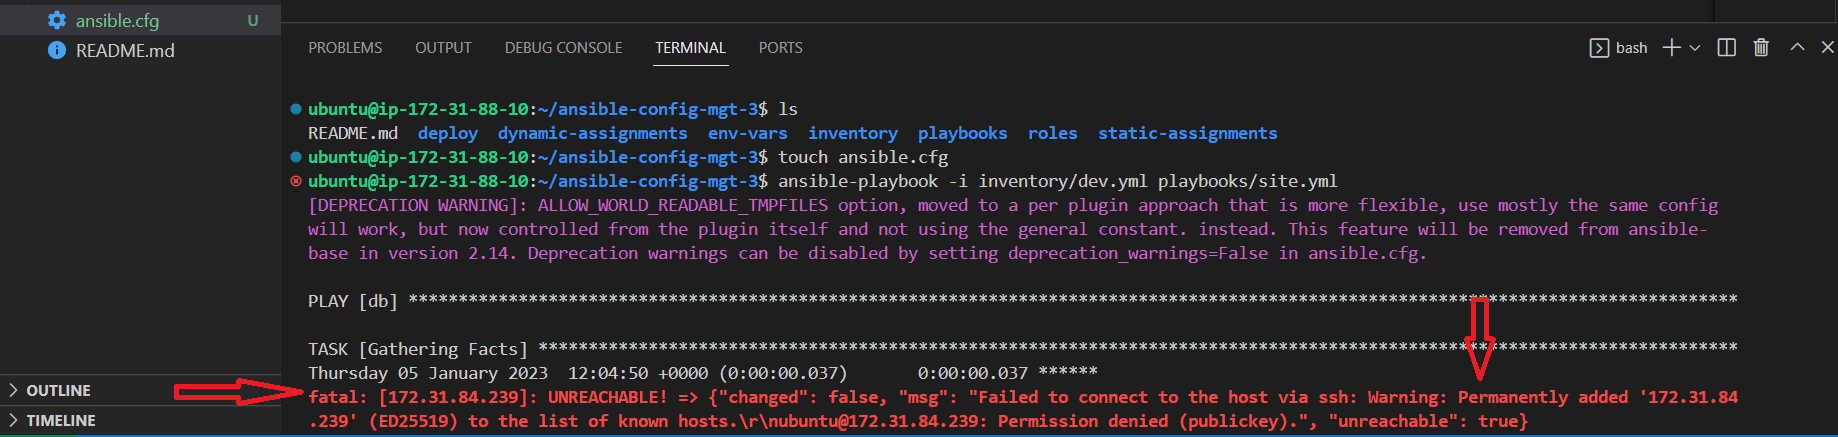 ansible.cfg U
README.md
PROBLEMS OUTPUT DEBUG CONSOLE TERMINAL PORTS bash
ubuntu@ip-172-31-88-10:~/ansible-config-mgt-3$ ls
README.md deploy dynamic-assignments env-vars inventory playbooks roles static-assignments
ubuntu@ip-172-31-88-10:~/ansible-config-mgt-3$ touch ansible.cfg
ubuntu@ip-172-31-88-10:~/ansible-config-mgt-3$ ansible-playbook -i inventory/dev.yml playbooks/site.yml
[DEPRECATION WARNING]: ALLOW_WORLD_READABLE_TMPFILES option, moved to a per plugin approach that is more flexible, use mostly the same config
will work, but now controlled from the plugin itself and not using the general constant. instead. This feature will be removed from ansible-
base in version 2.14. Deprecation warnings can be disabled by setting deprecation_warnings=False in ansible.cfg.
PLAY [db] *************************************************************************************************************************************
TASK [Gathering Facts] ************************************************************************************************************************
Thursday 05 January 2023  12:04:50 +0000 (0:00:00.037)       0:00:00.037 ******
fatal: [172.31.84.239]: UNREACHABLE! => {"changed": false, "msg": "Failed to connect to the host via ssh: Warning: Permanently added '172.31.84
.239' (ED25519) to the list of known hosts.\r\nubuntu@172.31.84.239: Permission denied (publickey).", "unreachable": true}
OUTLINE
TIMELINE